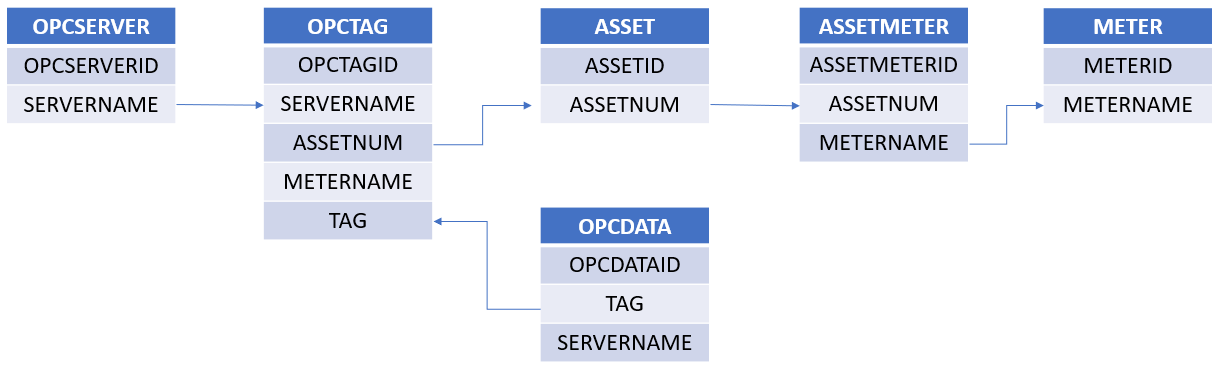 OPCSERVER
OPCSERVERID
SERVERNAME
OPCTAG
OPCTAGID
SERVERNAME
ASSETNUM
METERNAME
TAG
ASSET
ASSETID
ASSETNUM
ASSETMETER
ASSETMETERID
ASSETNUM
METERNAME
METER
METERID
METERNAME
OPCDATA
OPCDATAID
TAG
SERVERNAME